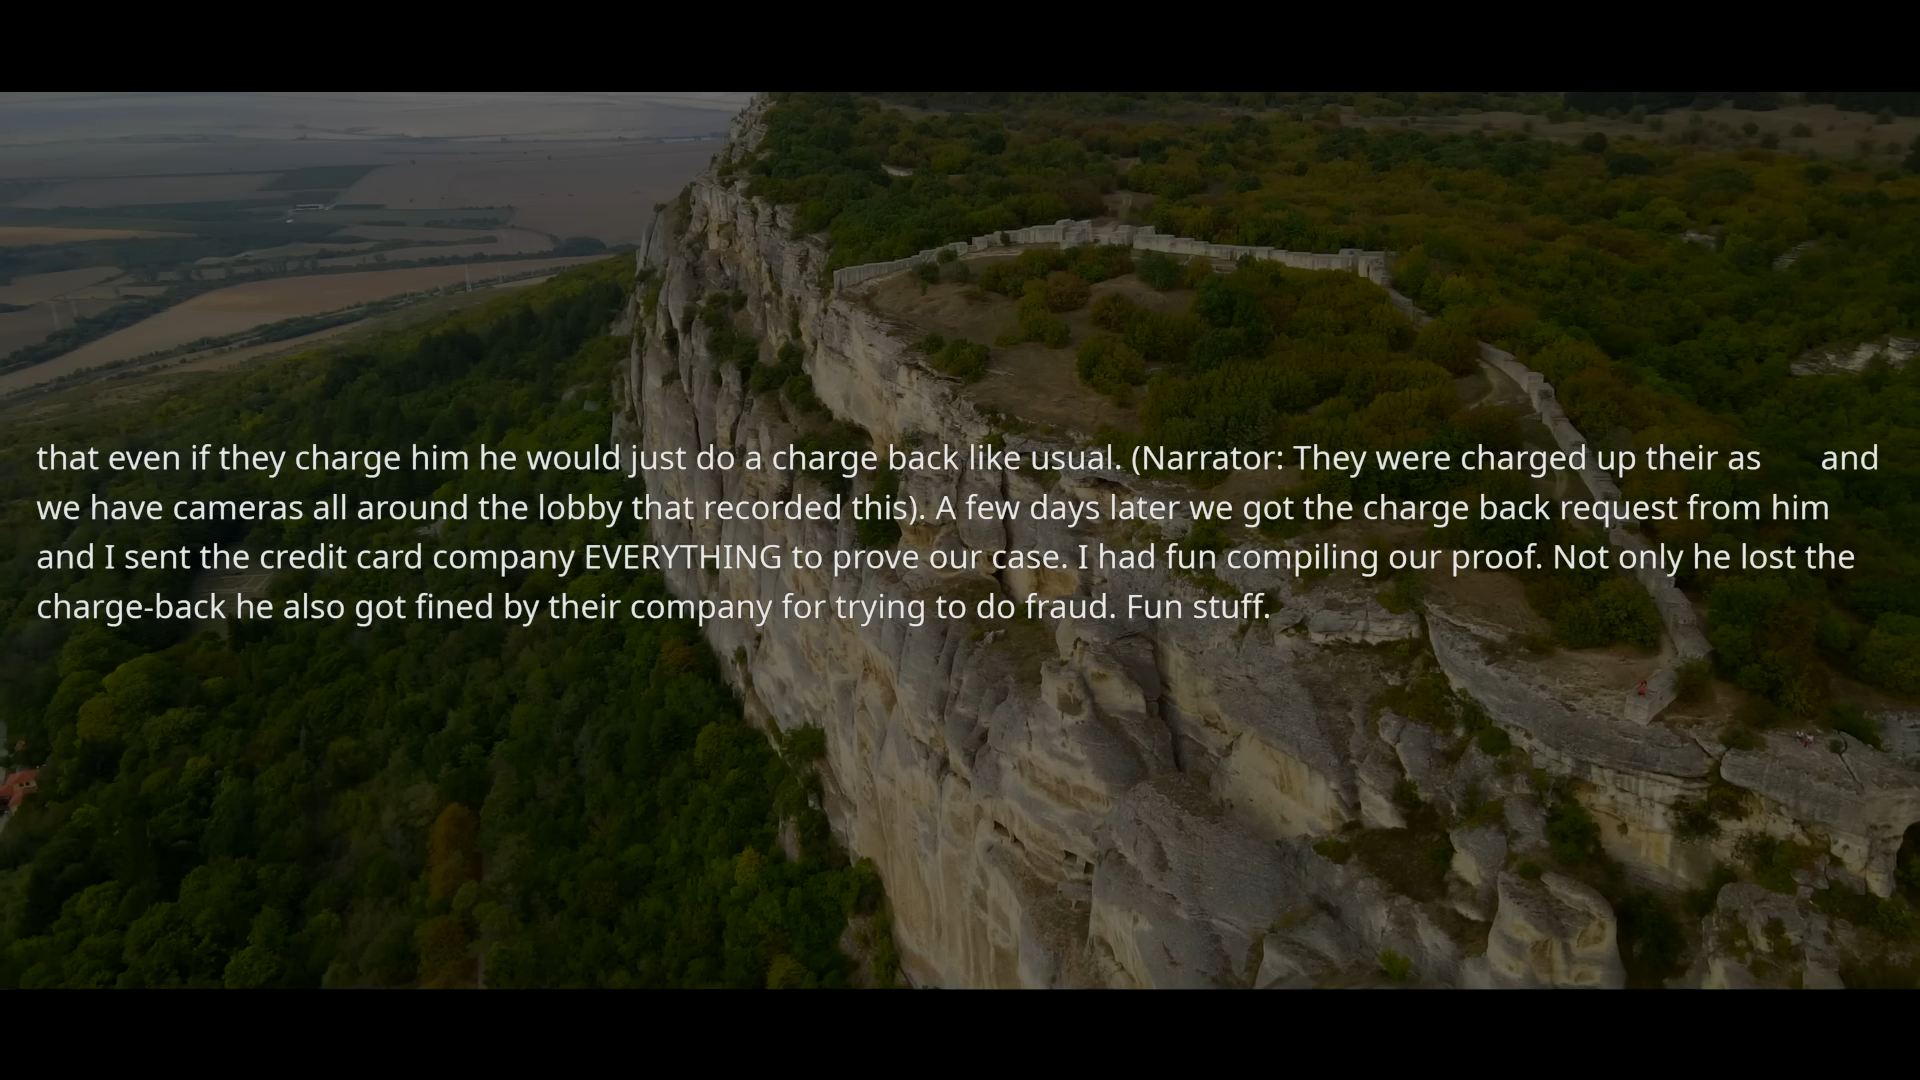 that even if they charge him he would just do a charge back like usual. (Narrator: They were charged up their as and
we have cameras all around the lobby that recorded this). A few days later we got the charge back request from him
and I sent the credit card company EVERYTHING to prove our case. I had fun compiling our proof. Not only he lost the
charge-back he also got fined by their company for trying to do fraud. Fun stuff.